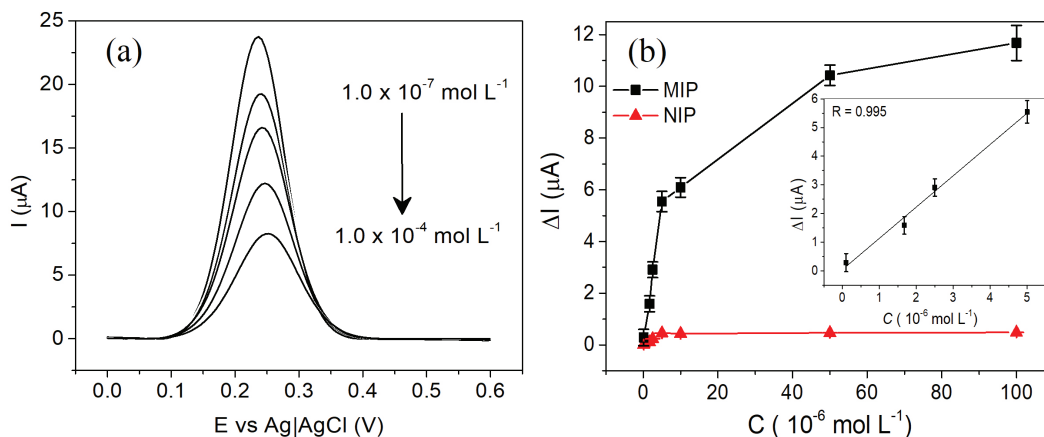 (a)
1.0 x 10⁻⁷ mol L⁻¹
1.0 x 10⁻⁴ mol L⁻¹
I (µA)
25
20
15
10
5
0
0.0 0.1 0.2 0.3 0.4 0.5 0.6
E vs Ag|AgCl (V)
(b)
MIP
NIP
ΔI (µA)
12
10
8
6
4
2
0
0 20 40 60 80 100
C ( 10⁻⁶ mol L⁻¹)
R = 0.995
ΔI (µA)
6
5
4
3
2
1
0
0 1 2 3 4 5
C ( 10⁻⁶ mol L⁻¹)